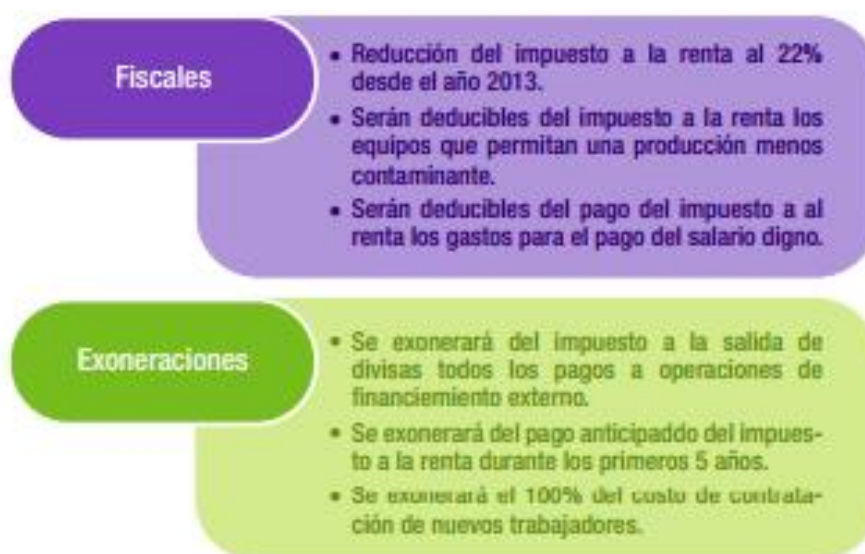 Fiscales
• Reducción del impuesto a la renta al 22%
desde el año 2013.
• Serán deducibles del impuesto a la renta los
equipos que permitan una producción menos
contaminante.
• Serán deducibles del pago del impuesto a al
renta los gastos para el pago del salario digno.
Exoneraciones
• Se exonerará del impuesto a la salida de
divisas todos los pagos a operaciones de
financiemiento externo.
• Se exonerará del pago anticipaddo del impues-
to a la renta durante los primeros 5 años.
• Se exonerará el 100% del costo de contrata-
ción de nuevos trabajadores.